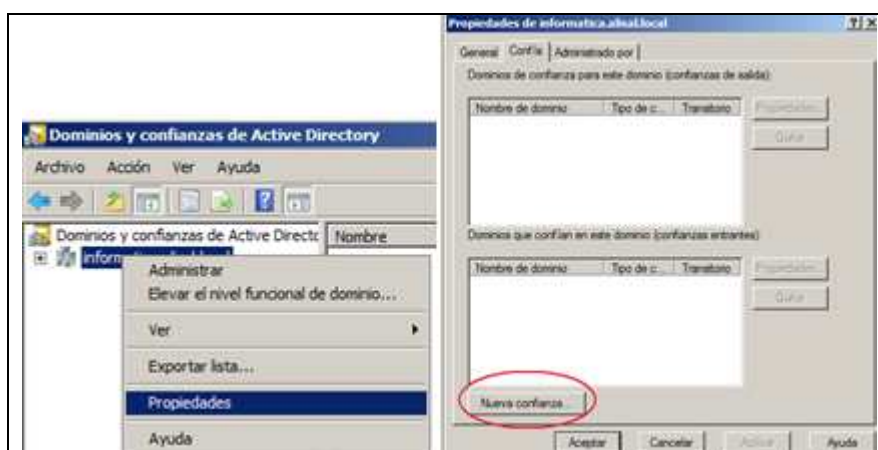 Dominios y confianzas de Active Directory
Archivo Acción Ver Ayuda
Dominios y confianzas de Active Directc
Nombre
inform
Administrar
Elevar el nivel funcional de dominio...
Ver
Exportar lista...
Propiedades
Ayuda
Propiedades de informatica.alnal.local
General Confía Administrado por
Dominios de confianza para este dominio (confianzas de salida):
Nombre de dominio Tipo de c... Transitorio
Propiedades...
Quitar
Dominios que confían en este dominio (confianzas entrantes):
Nombre de dominio Tipo de c... Transitorio
Propiedades...
Quitar
Nueva confianza...
Aceptar Cancelar Aplicar Ayuda